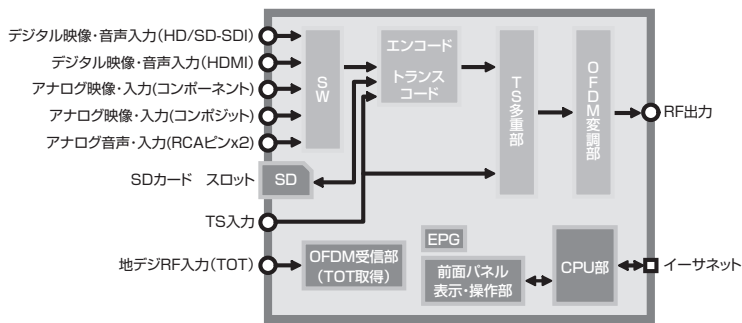 デジタル映像・音声入力(HD/SD-SDI)
デジタル映像・音声入力(HDMI)
アナログ映像・入力(コンポーネント)
アナログ映像・入力(コンポジット)
アナログ音声・入力(RCAピンx2)
SDカード スロット
TS入力
地デジRF入力(TOT)
SW
エンコード
トランス
コード
TS多重部
OFDM変調部
RF出力
SD
OFDM受信部
(TOT取得)
EPG
前面パネル
表示・操作部
CPU部
イーサネット